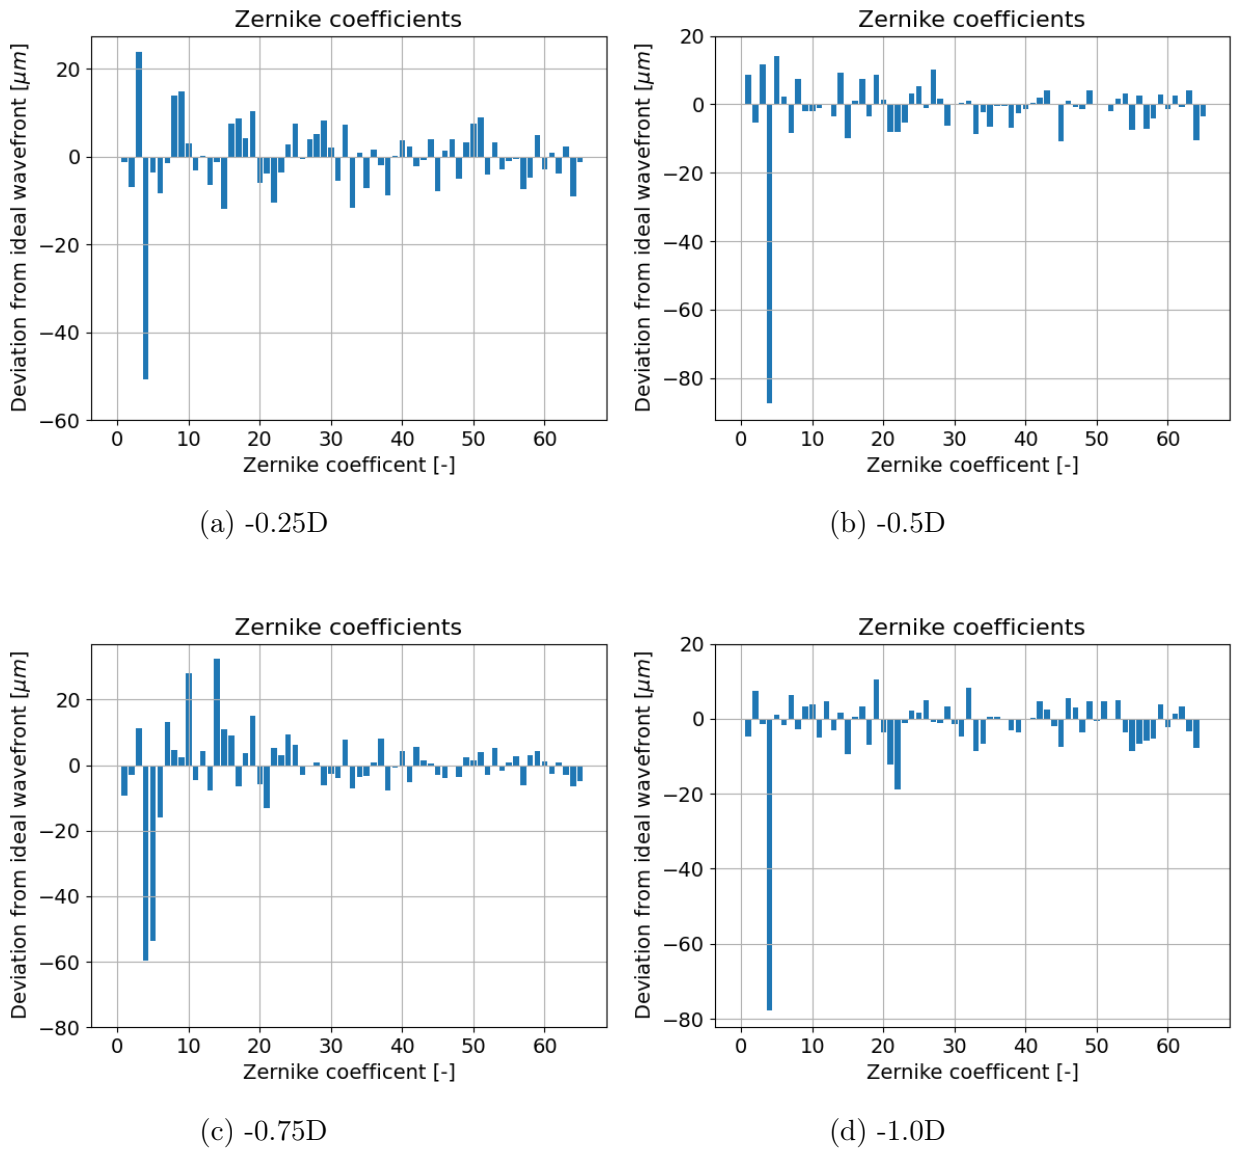 Zernike coefficients
Deviation from ideal wavefront [μm]
20
0
−20
−40
−60
0 10 20 30 40 50 60
Zernike coefficent [-]
(a) -0.25D
Zernike coefficients
Deviation from ideal wavefront [μm]
20
0
−20
−40
−60
−80
0 10 20 30 40 50 60
Zernike coefficent [-]
(b) -0.5D
Zernike coefficients
Deviation from ideal wavefront [μm]
20
0
−20
−40
−60
−80
0 10 20 30 40 50 60
Zernike coefficent [-]
(c) -0.75D
Zernike coefficients
Deviation from ideal wavefront [μm]
20
0
−20
−40
−60
−80
0 10 20 30 40 50 60
Zernike coefficent [-]
(d) -1.0D